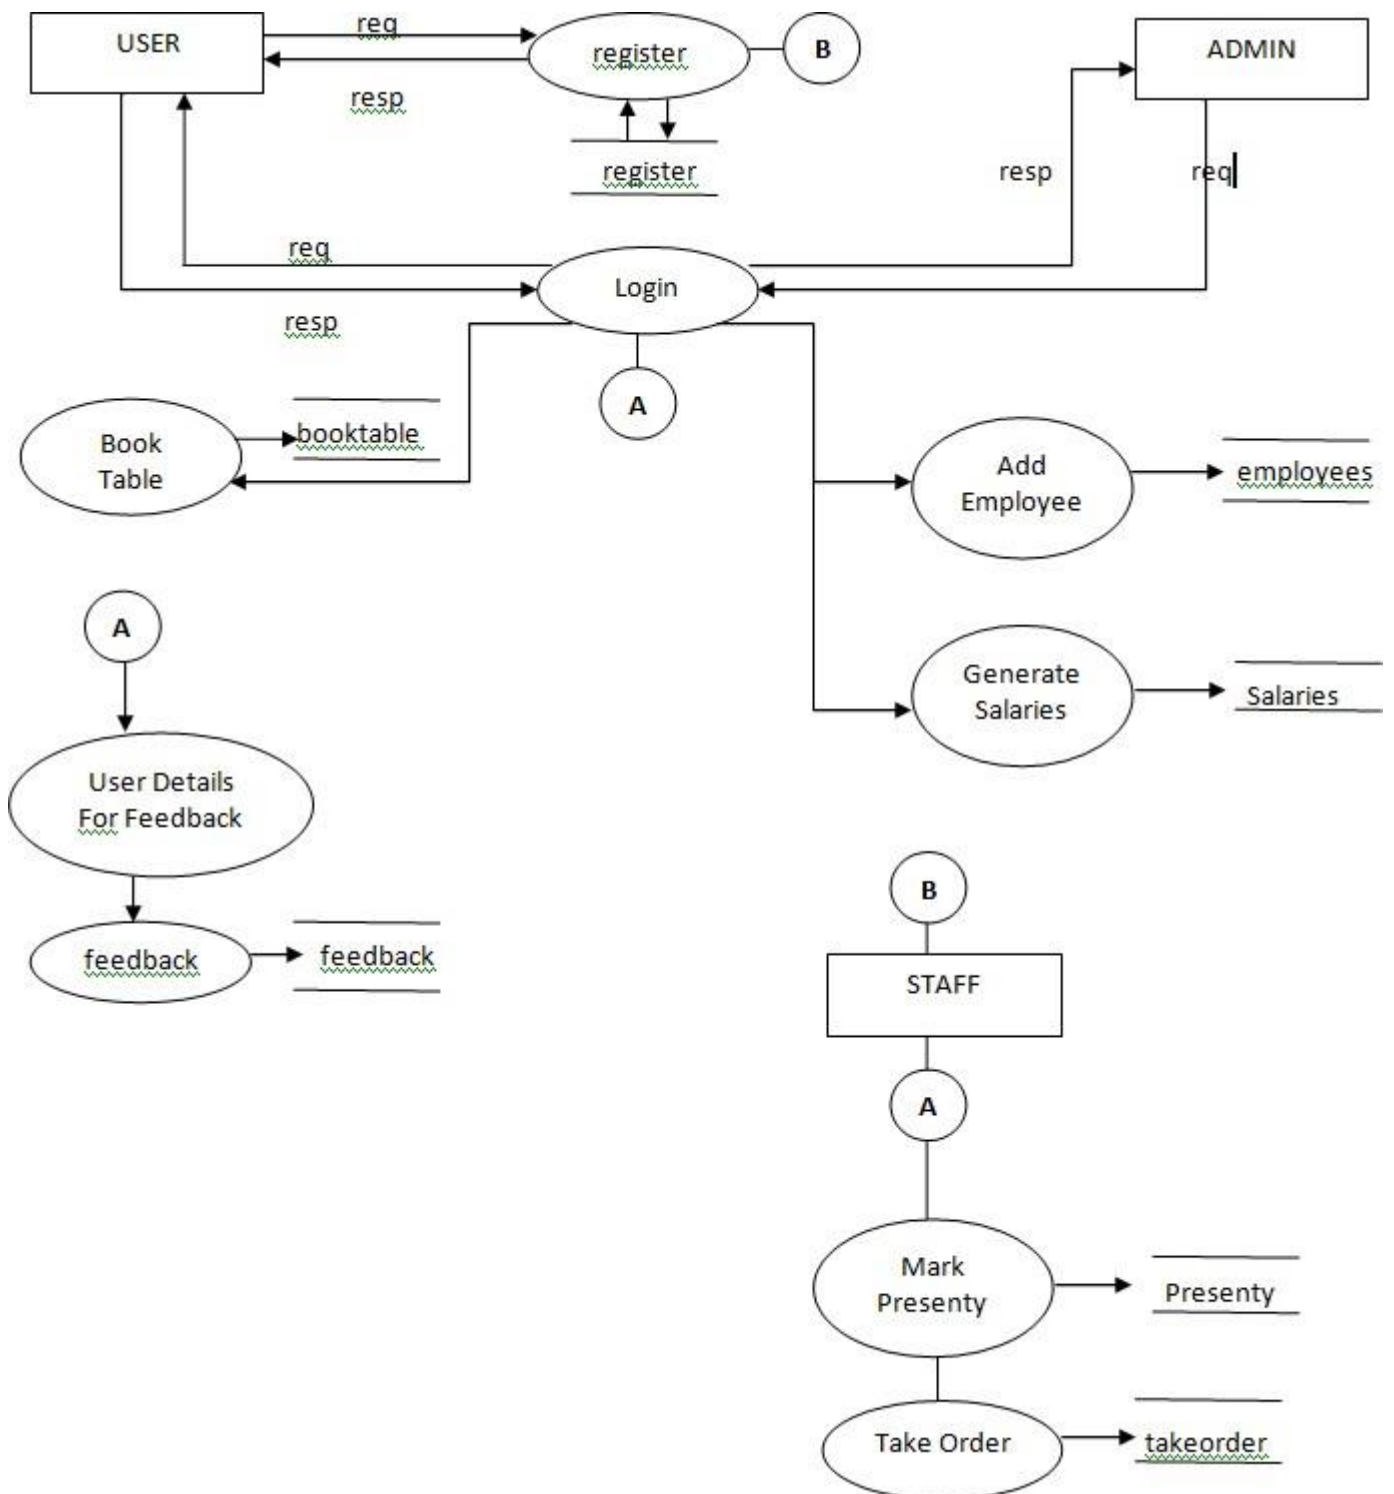 USER
req
register
B
ADMIN
resp
register
resp
req
req
Login
resp
A
Book
Table
booktable
Add
Employee
employees
A
Generate
Salaries
Salaries
User Details
For Feedback
B
feedback
feedback
STAFF
A
Mark
Presenty
Presenty
Take Order
takeorder